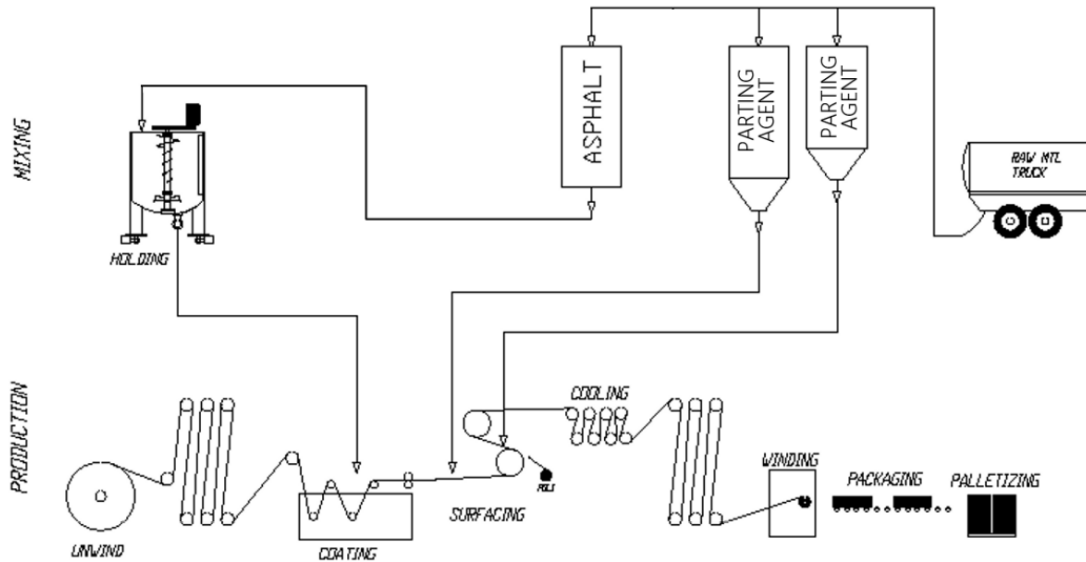 MIXING
ASPHALT
PARTING
AGENT
PARTING
AGENT
RAW MTL
TRUCK
HOLDING
PRODUCTION
COOLING
WINDING
PACKAGING
PALLETIZING
SURFACING
UNWIND
COATING